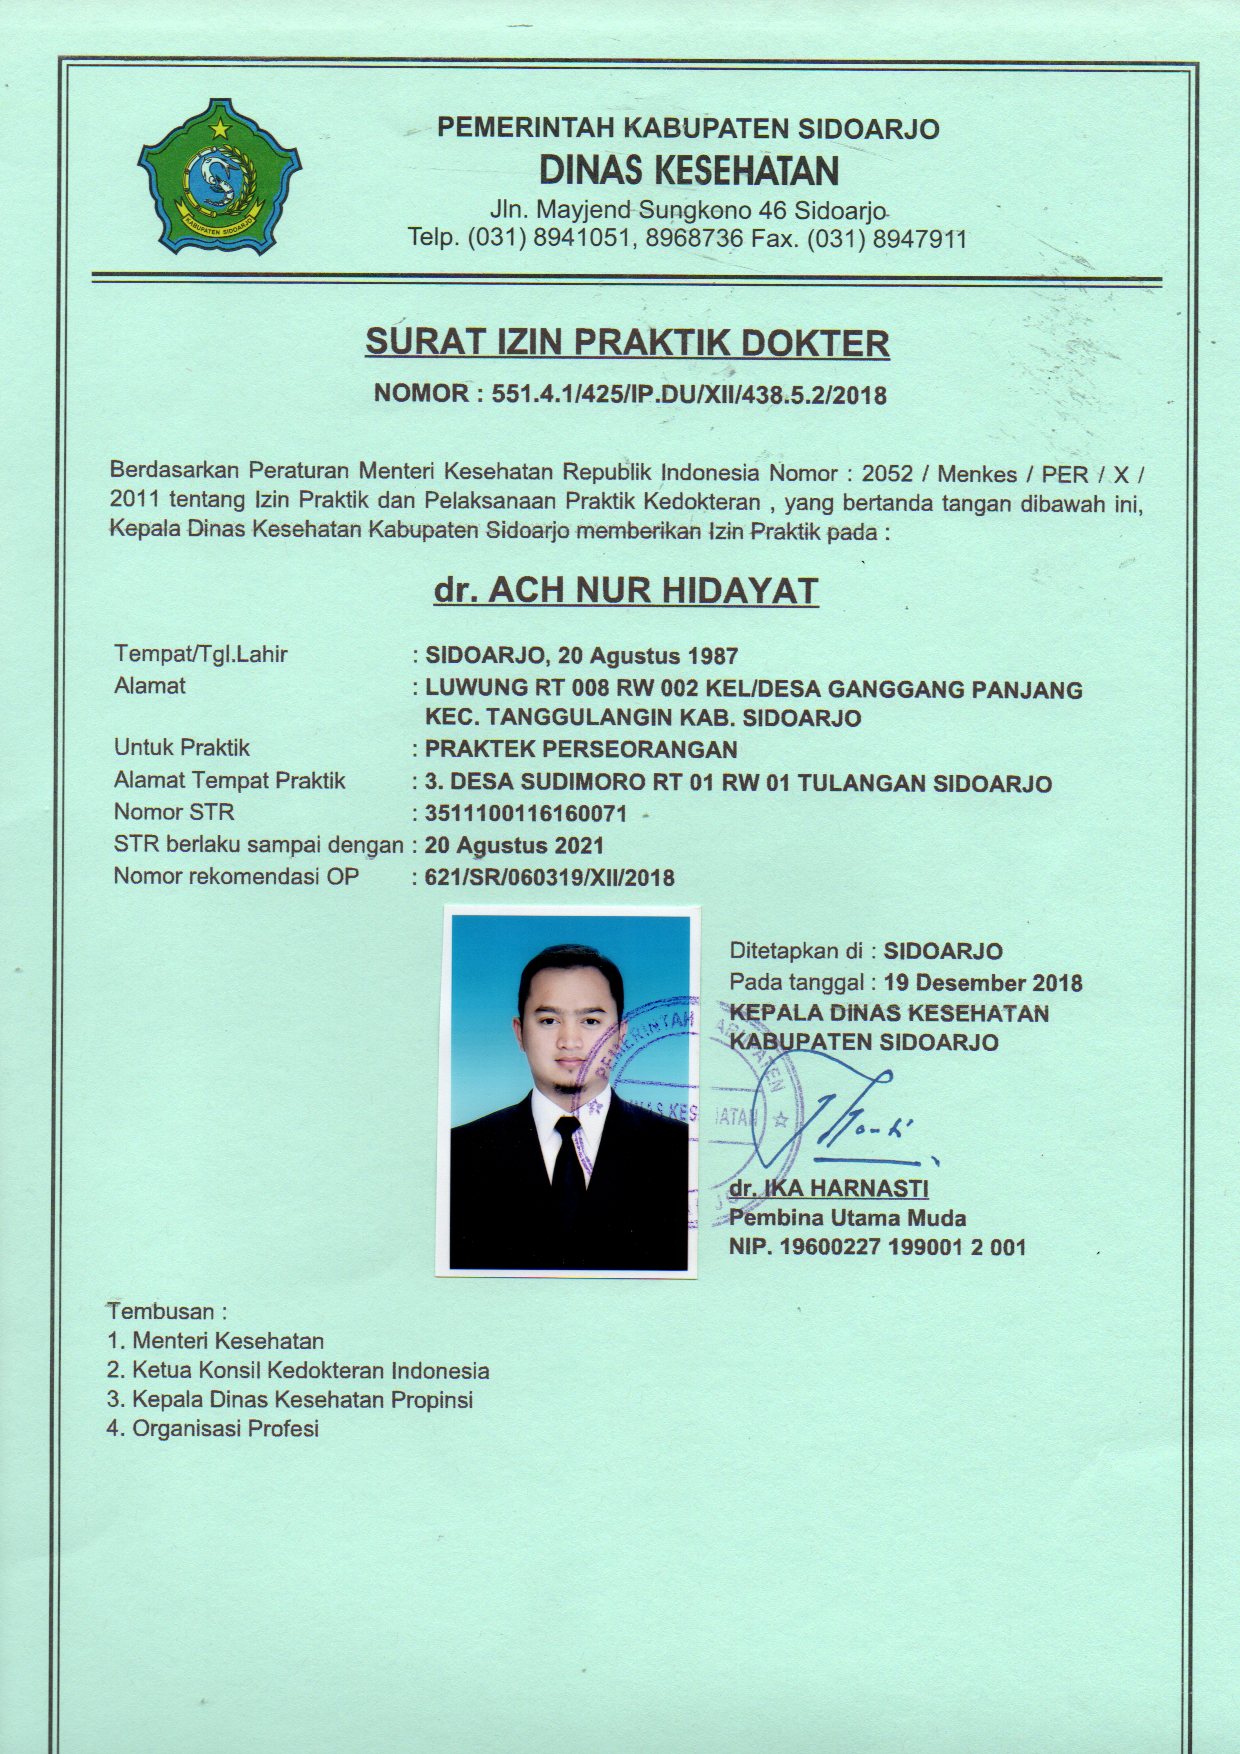 PEMERINTAH KABUPATEN SIDOARJO
DINAS KESEHATAN
Jln. Mayjend Sungkono 46 Sidoarjo
Telp. (031) 8941051, 8968736 Fax. (031) 8947911
KABUPATEN SIDOARJO
SURAT IZIN PRAKTIK DOKTER
NOMOR : 551.4.1/425/IP.DU/XII/438.5.2/2018
Berdasarkan Peraturan Menteri Kesehatan Republik Indonesia Nomor : 2052 / Menkes / PER / X /
2011 tentang Izin Praktik dan Pelaksanaan Praktik Kedokteran , yang bertanda tangan dibawah ini,
Kepala Dinas Kesehatan Kabupaten Sidoarjo memberikan Izin Praktik pada :
dr. ACH NUR HIDAYAT
Tempat/Tgl.Lahir : SIDOARJO, 20 Agustus 1987
Alamat : LUWUNG RT 008 RW 002 KEL/DESA GANGGANG PANJANG
KEC. TANGGULANGIN KAB. SIDOARJO
Untuk Praktik : PRAKTEK PERSEORANGAN
Alamat Tempat Praktik : 3. DESA SUDIMORO RT 01 RW 01 TULANGAN SIDOARJO
Nomor STR : 3511100116160071
STR berlaku sampai dengan : 20 Agustus 2021
Nomor rekomendasi OP : 621/SR/060319/XII/2018
Ditetapkan di : SIDOARJO
Pada tanggal : 19 Desember 2018
KEPALA DINAS KESEHATAN
KABUPATEN SIDOARJO
PEMERINTAH
dr. IKA HARNASTI
Pembina Utama Muda
NIP. 19600227 199001 2 001
Tembusan :
1. Menteri Kesehatan
2. Ketua Konsil Kedokteran Indonesia
3. Kepala Dinas Kesehatan Propinsi
4. Organisasi Profesi